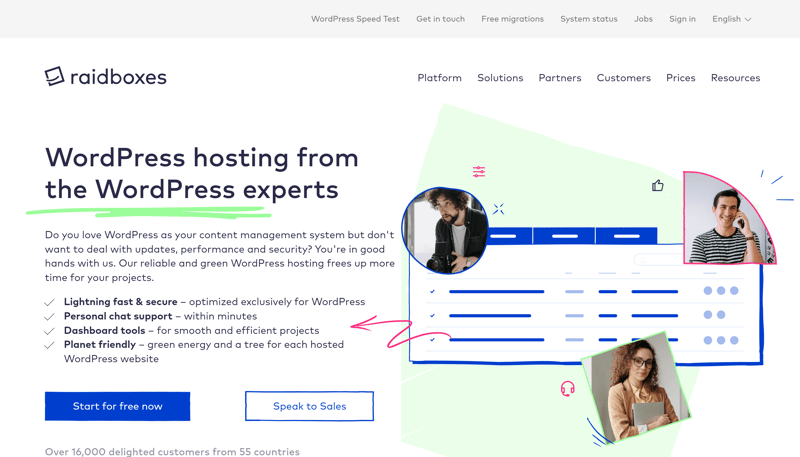 WordPress Speed Test Get in touch Free migrations System status Jobs Sign in English
raidboxes
Platform Solutions Partners Customers Prices Resources
WordPress hosting from
the WordPress experts
Do you love WordPress as your content management system but don't
want to deal with updates, performance and security? You're in good
hands with us. Our reliable and green WordPress hosting frees up more
time for your projects.
Lightning fast & secure – optimized exclusively for WordPress
Personal chat support – within minutes
Dashboard tools – for smooth and efficient projects
Planet friendly – green energy and a tree for each hosted
WordPress website
Start for free now Speak to Sales
Over 16,000 delighted customers from 55 countries